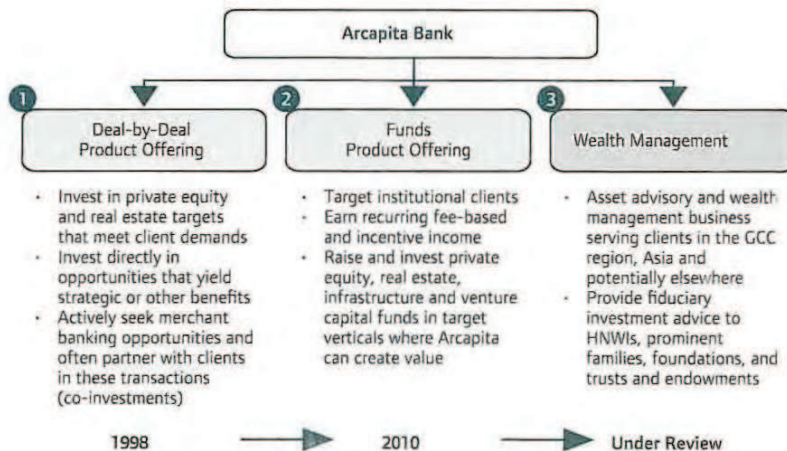 Arcapita Bank
1
Deal-by-Deal
Product Offering
2
Funds
Product Offering
3
Wealth Management
· Invest in private equity
and real estate targets
that meet client demands
· Invest directly in
opportunities that yield
strategic or other benefits
· Actively seek merchant
banking opportunities and
often partner with clients
in these transactions
(co-investments)
· Target institutional clients
· Earn recurring fee-based
and incentive income
· Raise and invest private
equity, real estate,
infrastructure and venture
capital funds in target
verticals where Arcapita
can create value
· Asset advisory and wealth
management business
serving clients in the GCC
region, Asia and
potentially elsewhere
· Provide fiduciary
investment advice to
HNWIs, prominent
families, foundations, and
trusts and endowments
1998
2010
Under Review